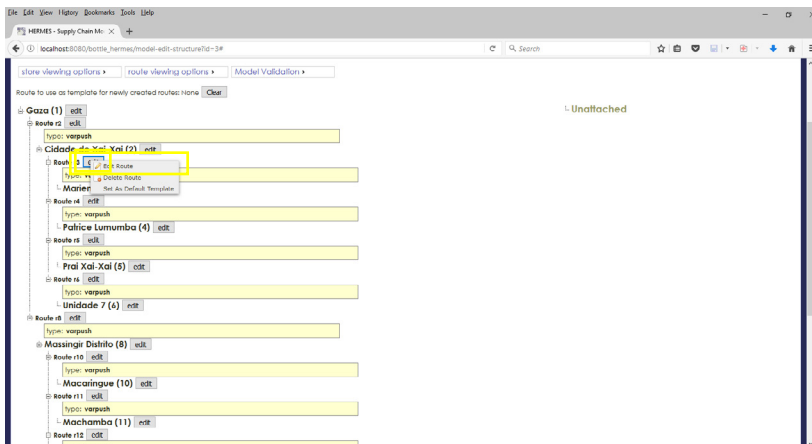 File Edit View History Bookmarks Tools Help
HERMES - Supply Chain Mo
localhost:8080/bottle_hermes/model-edit-structure?id=3#
Search
store viewing options
route viewing options
Model Validation
Route to use as template for newly created routes: None Clear
Gaza (1) edit
Unattached
Route r2 edit
type: varpush
Cidade de Xai-Xai (2) edit
Route r3
Edit Route
Delete Route
Set As Default Template
Marien
Route r4 edit
type: varpush
Patrice Lumumba (4) edit
Route r5 edit
type: varpush
Prai Xai-Xai (5) edit
Route r6 edit
type: varpush
Unidade 7 (6) edit
Route r8 edit
type: varpush
Massingir Distrito (8) edit
Route r10 edit
type: varpush
Macaringue (10) edit
Route r11 edit
type: varpush
Machamba (11) edit
Route r12 edit